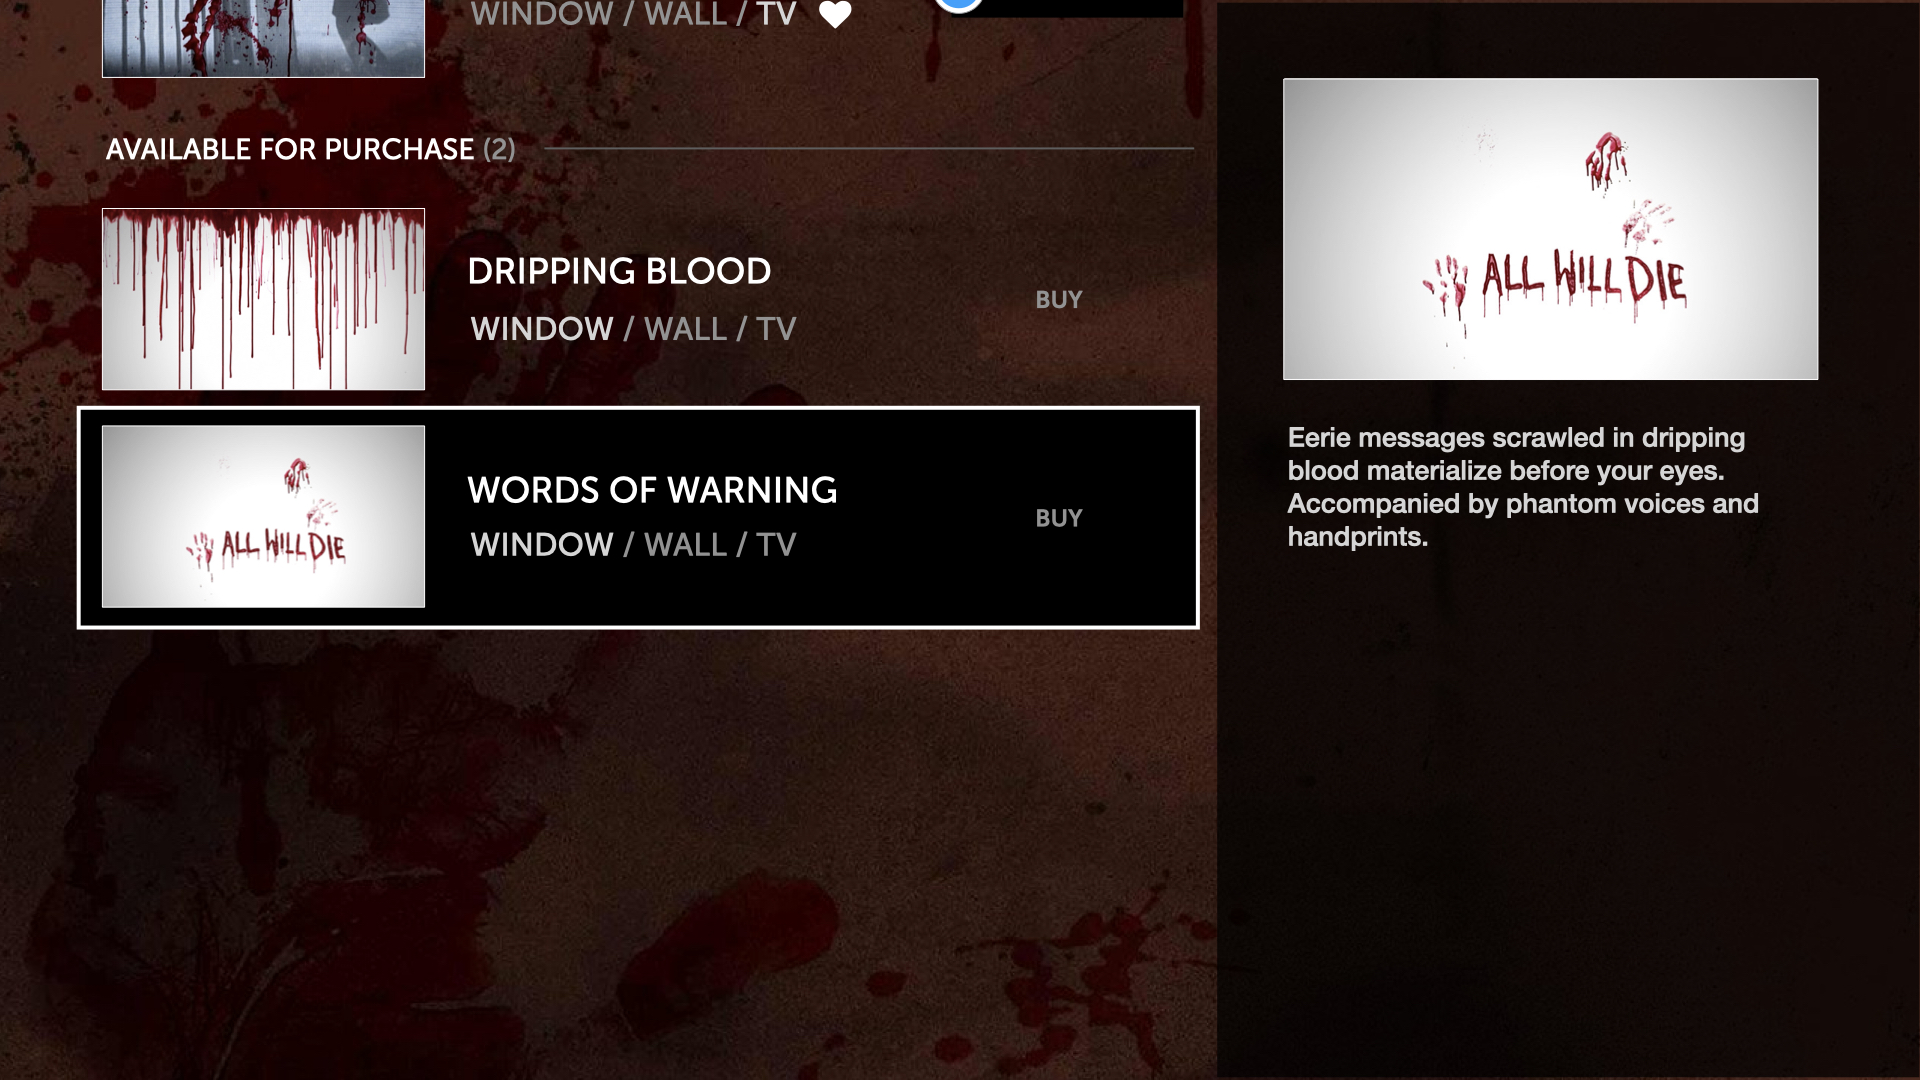 WINDOW / WALL / TV
AVAILABLE FOR PURCHASE (2)
DRIPPING BLOOD
WINDOW / WALL / TV
BUY
ALL WILL DIE
WORDS OF WARNING
WINDOW / WALL / TV
BUY
ALL WILL DIE
Eerie messages scrawled in dripping
blood materialize before your eyes.
Accompanied by phantom voices and
handprints.